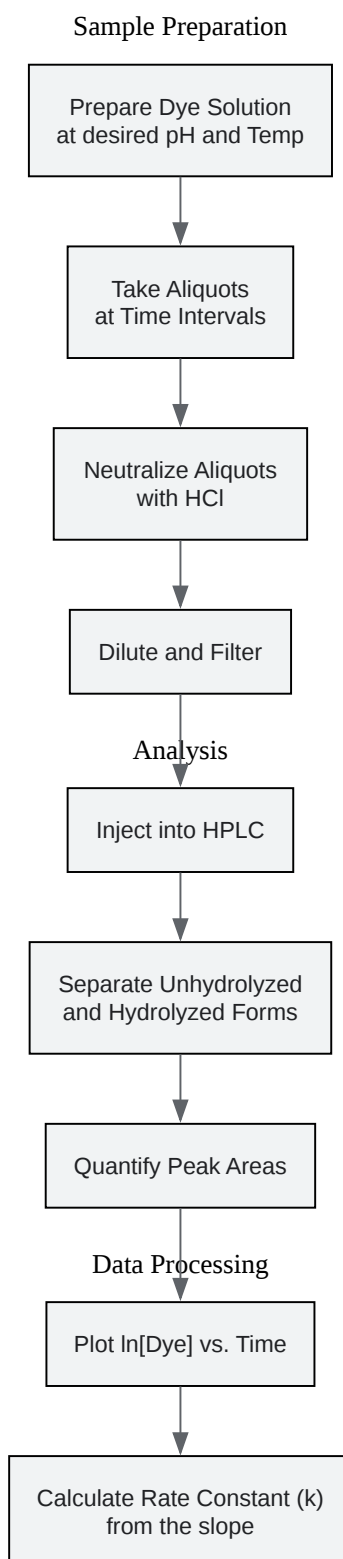 Sample Preparation
Prepare Dye Solution
at desired pH and Temp
Take Aliquots
at Time Intervals
Neutralize Aliquots
with HCl
Dilute and Filter
Analysis
Inject into HPLC
Separate Unhydrolyzed
and Hydrolyzed Forms
Quantify Peak Areas
Data Processing
Plot ln[Dye] vs. Time
Calculate Rate Constant (k)
from the slope